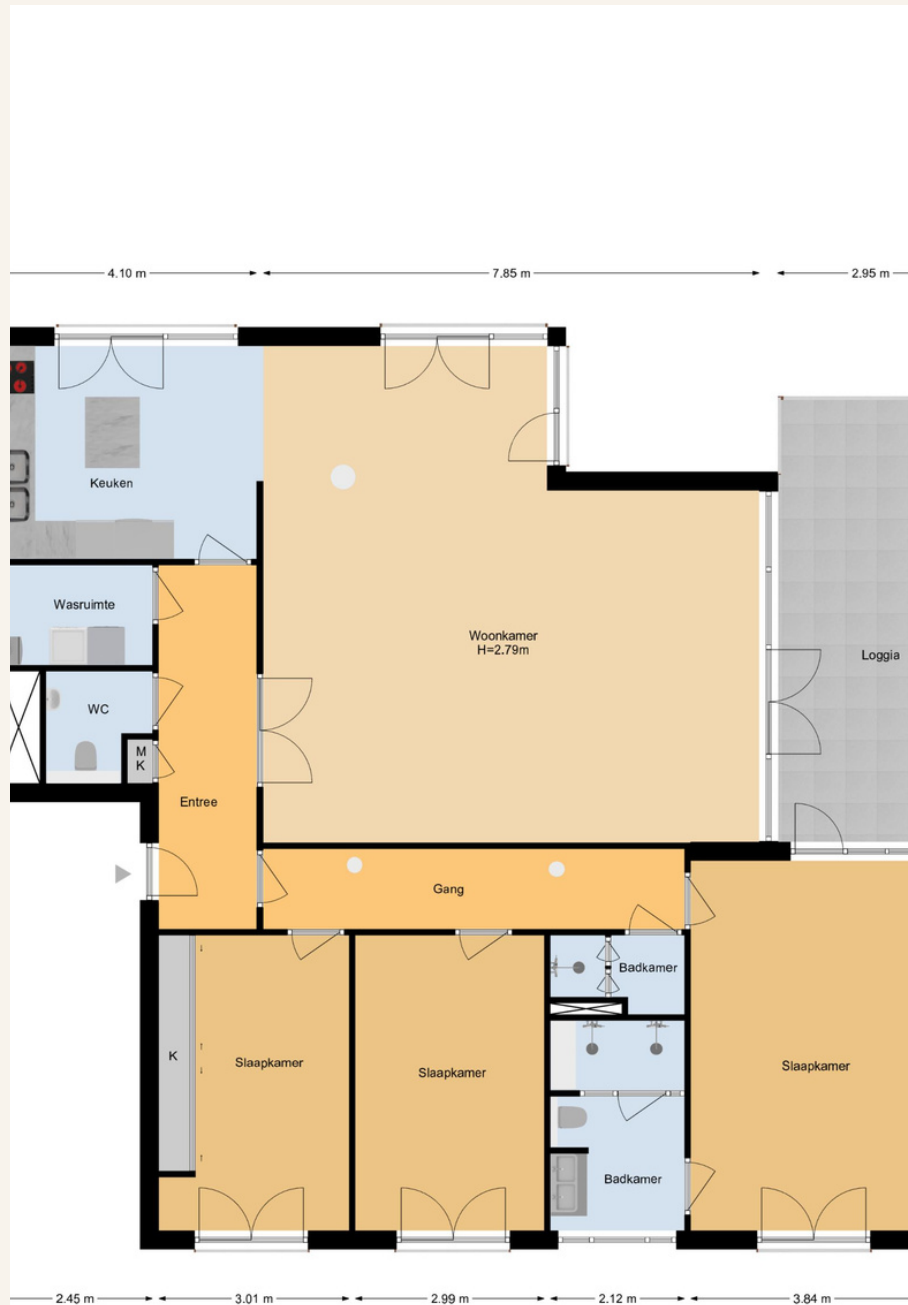 4.10 m
7.85 m
2.95 m
Keuken
Wasruimte
Woonkamer
H=2.79m
Loggia
WC
M
K
Entree
Gang
Badkamer
K
Slaapkamer
Slaapkamer
Slaapkamer
Badkamer
2.45 m
3.01 m
2.99 m
2.12 m
3.84 m